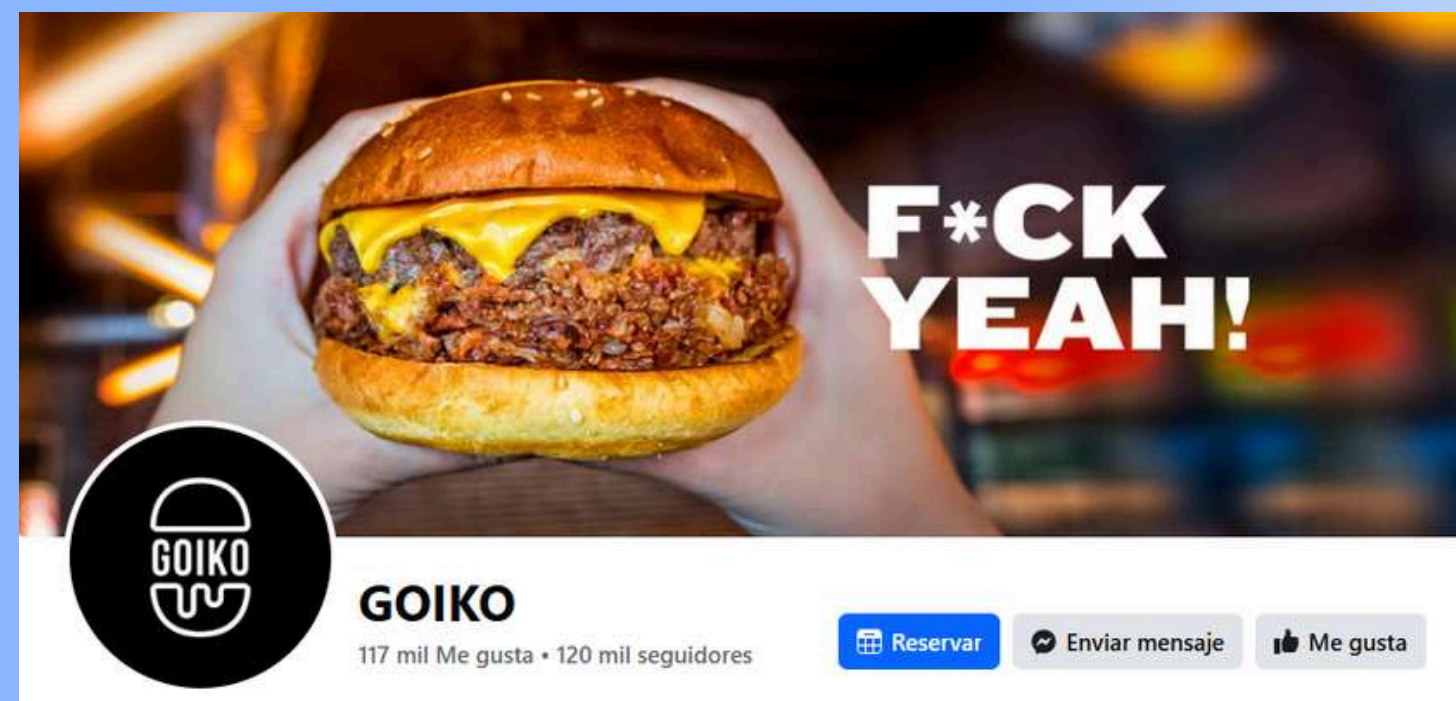 F*CK
YEAH!
GOIKO
GOIKO
117 mil Me gusta • 120 mil seguidores
Reservar
Enviar mensaje
Me gusta